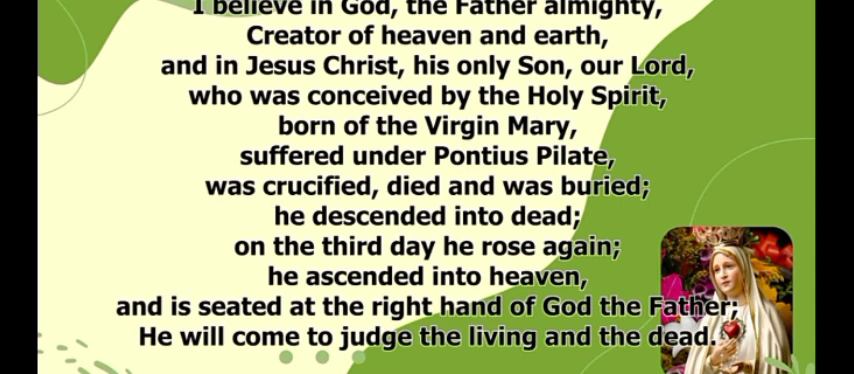 I believe in God, the Father almighty,
Creator of heaven and earth,
and in Jesus Christ, his only Son, our Lord,
who was conceived by the Holy Spirit,
born of the Virgin Mary,
suffered under Pontius Pilate,
was crucified, died and was buried;
he descended into dead;
on the third day he rose again;
he ascended into heaven,
and is seated at the right hand of God the Father;
He will come to judge the living and the dead.